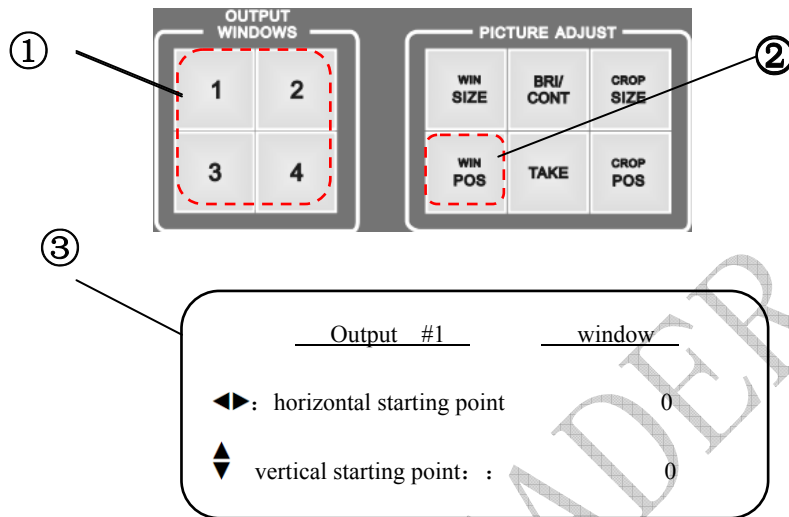 OUTPUT
WINDOWS
PICTURE ADJUST
①
②
1
2
WIN
SIZE
BRI/
CONT
CROP
SIZE
3
4
WIN
POS
TAKE
CROP
POS
③
Output #1 window
◀▶：horizontal starting point 0
▲▼ vertical starting point：： 0
ADER